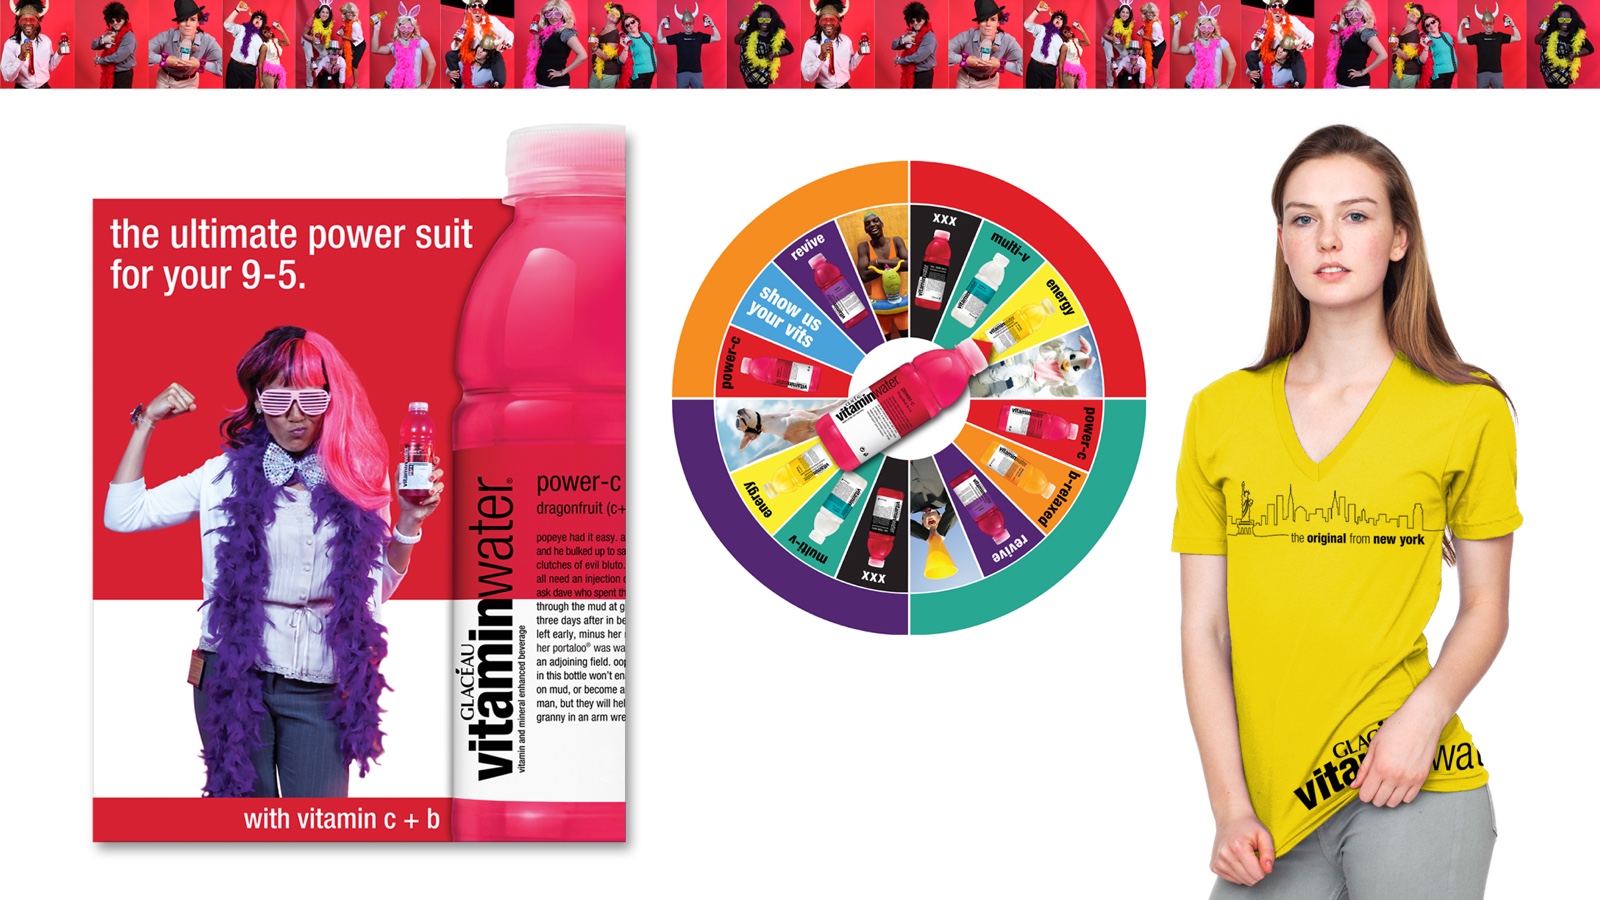 the ultimate power suit
for your 9-5.
power-c
dragonfruit (c+
popeye had it easy. a
and he bulked up to sa
clutches of evil bluto.
all need an injection
ask dave who spent th
through the mud at g
three days after in be
left early, minus her
her portaloo® was wa
an adjoining field. oop
in this bottle won't en
on mud, or become a
man, but they will hel
granny in an arm wre
GLACÉAU
vitaminwater®
vitamin and mineral enhanced beverage
with vitamin c + b
xxx
multi-v
energy
power-c
b-relaxed
revive
xxx
multi-v
energy
power-c
show us
your vits
revive
vitaminwater
power-c
the original from new york
GLAC
vita wat